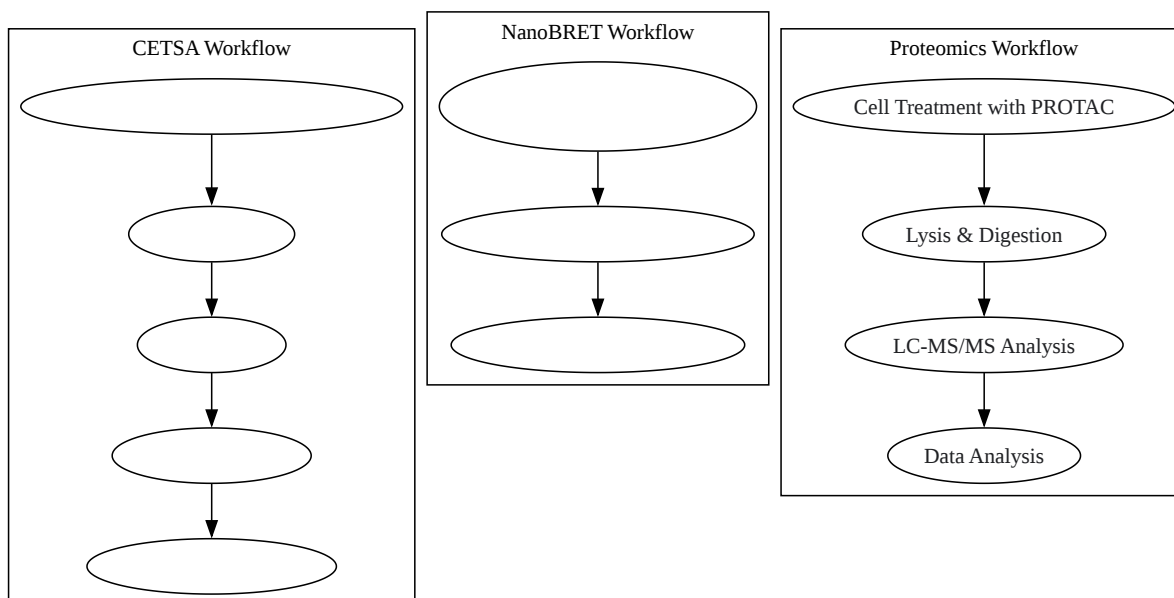 CETSA Workflow
NanoBRET Workflow
Proteomics Workflow
Cell Treatment with PROTAC
Lysis & Digestion
LC-MS/MS Analysis
Data Analysis